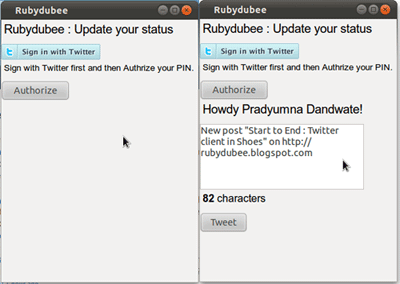 Rubydubee
Rubydubee : Update your status
Sign in with Twitter
Sign with Twitter first and then Authrize your PIN.
Authorize
Rubydubee
Rubydubee : Update your status
Sign in with Twitter
Sign with Twitter first and then Authrize your PIN.
Authorize
Howdy Pradyumna Dandwate!
New post "Start to End : Twitter
client in Shoes" on http://
rubydubee.blogspot.com
82 characters
Tweet